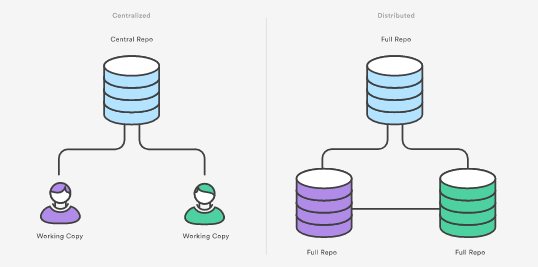 Centralized
Central Repo
Working Copy
Working Copy
Distributed
Full Repo
Full Repo
Full Repo